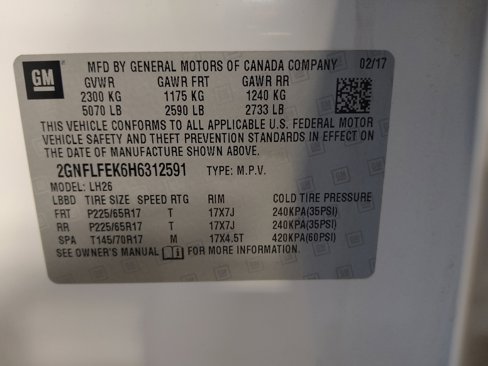 GM MFD BY GENERAL MOTORS OF CANADA COMPANY 02/17
GVWR GAWR FRT GAWR RR
2300 KG 1175 KG 1240 KG
5070 LB 2590 LB 2733 LB
THIS VEHICLE CONFORMS TO ALL APPLICABLE U.S. FEDERAL MOTOR
VEHICLE SAFETY AND THEFT PREVENTION STANDARDS IN EFFECT ON
THE DATE OF MANUFACTURE SHOWN ABOVE.
2GNFLFEK6H6312591 TYPE: M.P.V.
MODEL: LH26
LBBD TIRE SIZE SPEED RTG RIM COLD TIRE PRESSURE
FRT P225/65R17 T 17X7J 240KPA(35PSI)
RR P225/65R17 T 17X7J 240KPA(35PSI)
SPA T145/70R17 M 17X4.5T 420KPA(60PSI)
SEE OWNER'S MANUAL FOR MORE INFORMATION.